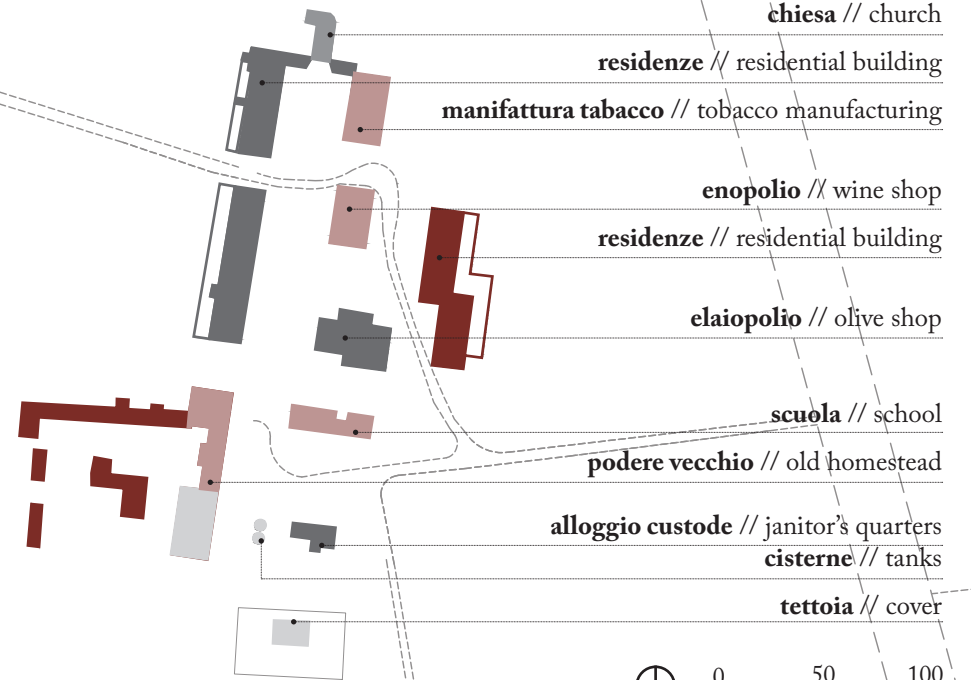 chiesa // church
residenze // residential building
manifattura tabacco // tobacco manufacturing
enopolio // wine shop
residenze // residential building
elaiopolio // olive shop
scuola // school
podere vecchio // old homestead
alloggio custode // janitor's quarters
cisterne // tanks
tettoia // cover
0 50 100